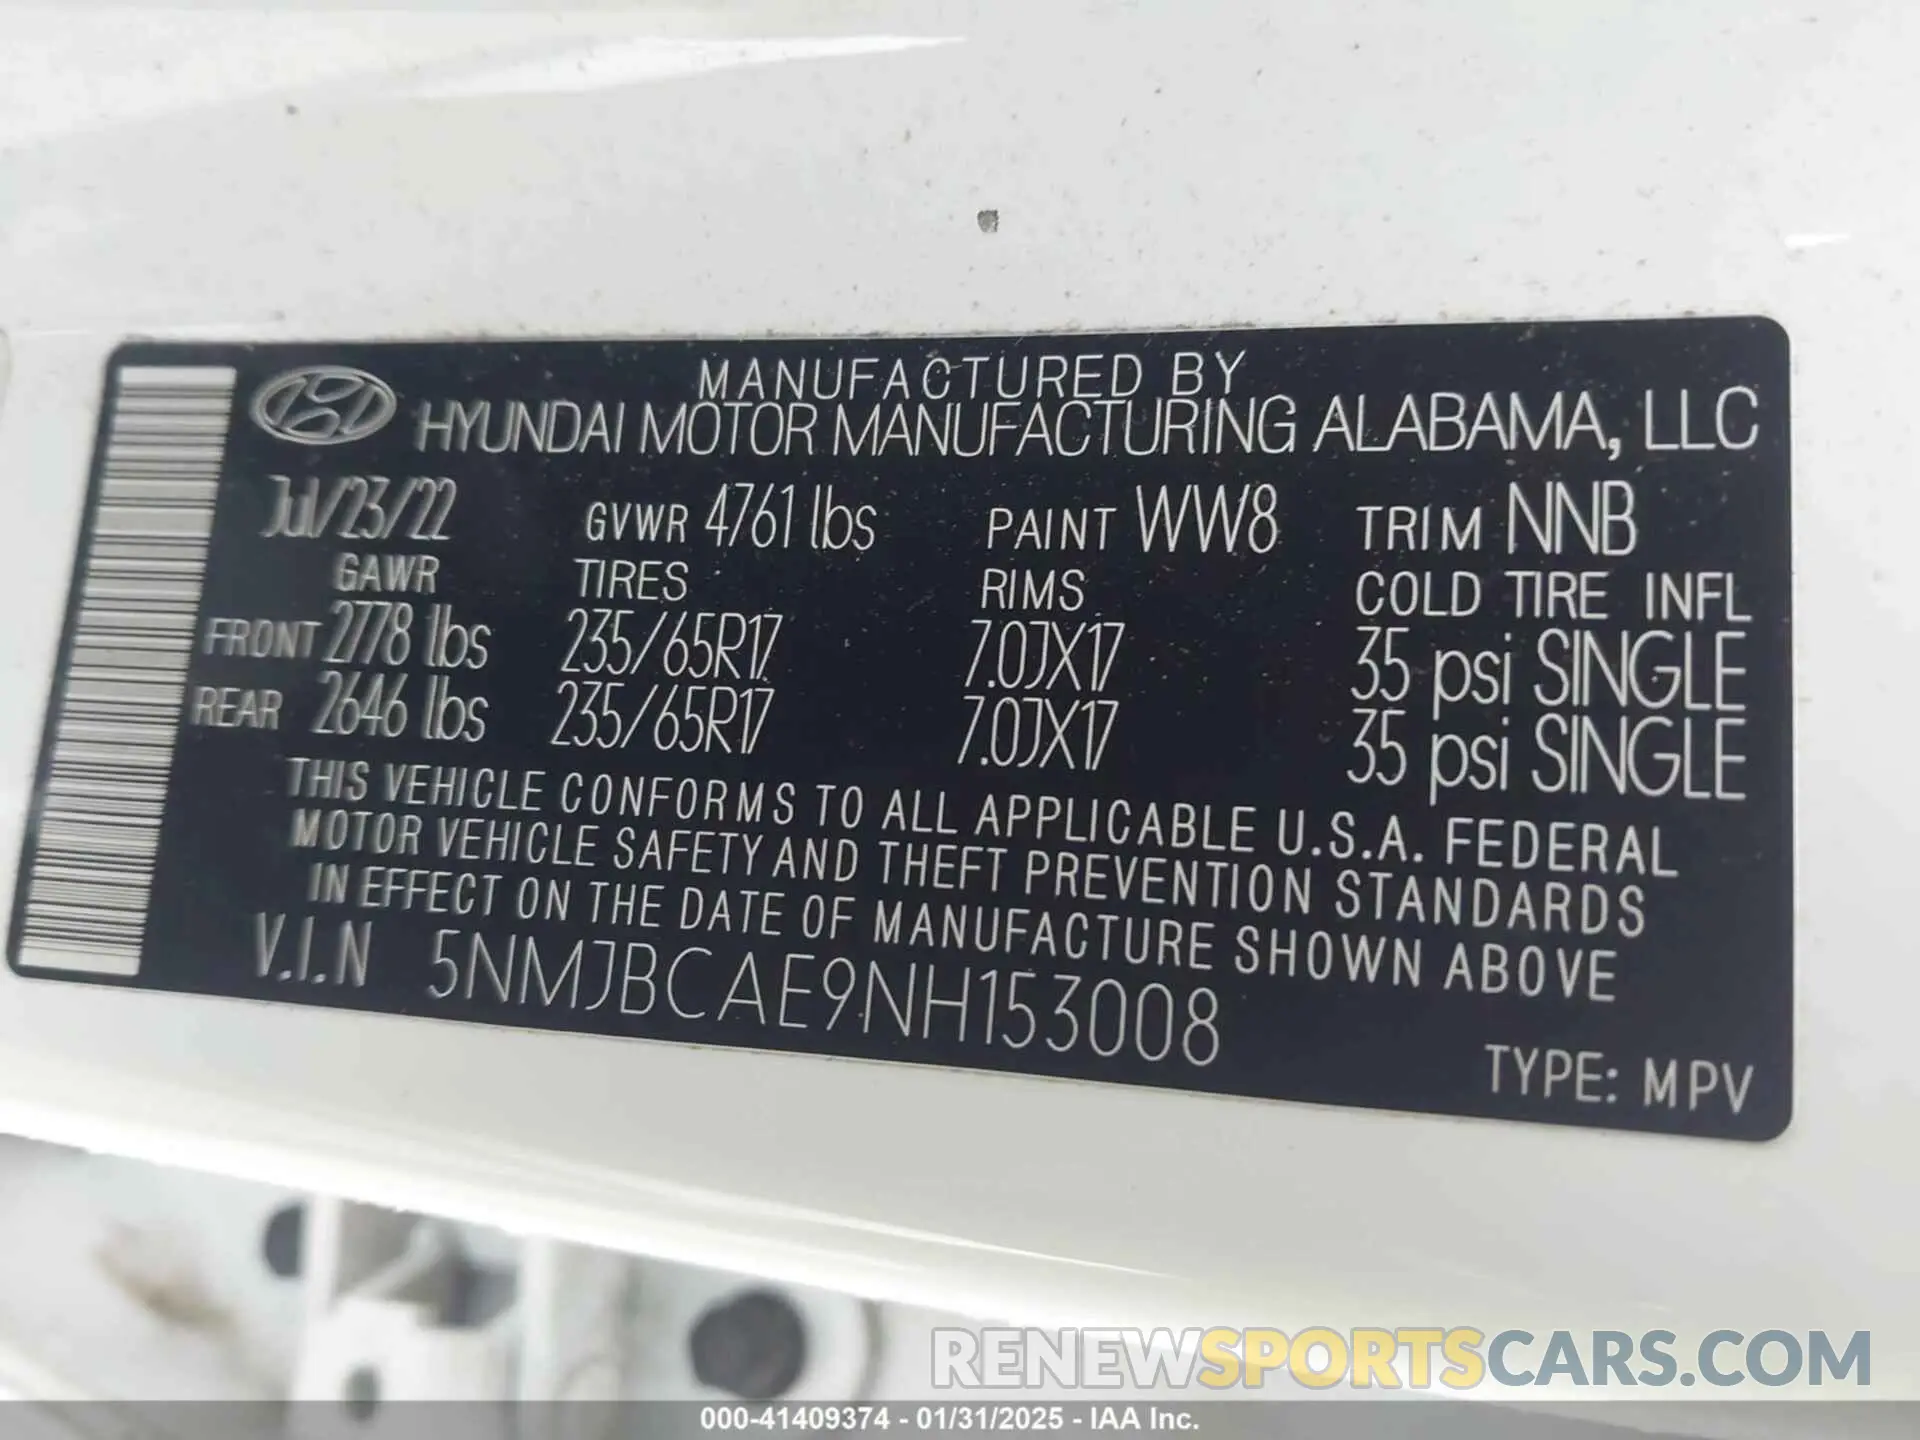 MANUFACTURED BY
HYUNDAI MOTOR MANUFACTURING ALABAMA, LLC
Jul/23/22 GVWR 4761 lbs PAINT WW8 TRIM NNB
GAWR TIRES RIMS COLD TIRE INFL
FRONT 2778 lbs 235/65R17 7.0JX17 35 psi SINGLE
REAR 2646 lbs 235/65R17 7.0JX17 35 psi SINGLE
THIS VEHICLE CONFORMS TO ALL APPLICABLE U.S.A. FEDERAL
MOTOR VEHICLE SAFETY AND THEFT PREVENTION STANDARDS
IN EFFECT ON THE DATE OF MANUFACTURE SHOWN ABOVE
V.I.N 5NMJBCAE9NH153008
TYPE: MPV
RENEWSPORTSCARS.COM
000-41409374 - 01/31/2025 - IAA Inc.